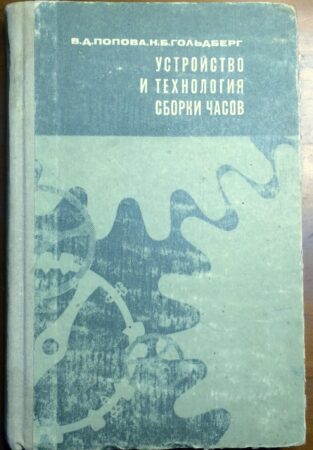 В.Д.ПОПОВА, Н.Б.ГОЛЬДБЕРГ
УСТРОЙСТВО
И ТЕХНОЛОГИЯ
СБОРКИ ЧАСОВ